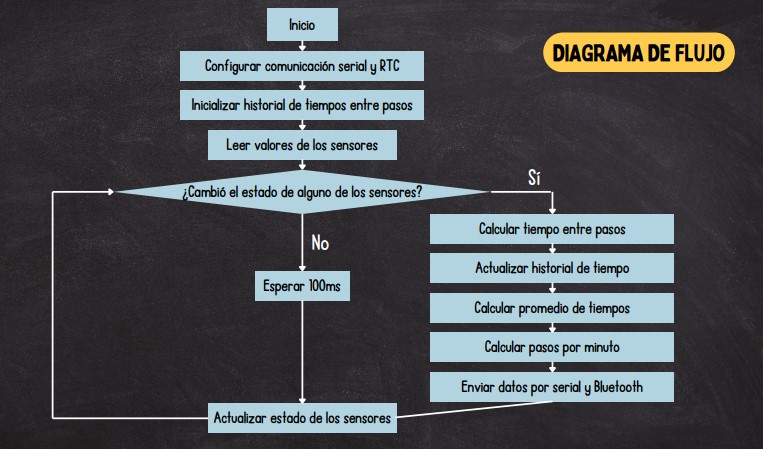 Inicio
DIAGRAMA DE FLUJO
Configurar comunicación serial y RTC
Inicializar historial de tiempos entre pasos
Leer valores de los sensores
¿Cambió el estado de alguno de los sensores?
Sí
No
Calcular tiempo entre pasos
Actualizar historial de tiempo
Calcular promedio de tiempos
Calcular pasos por minuto
Enviar datos por serial y Bluetooth
Esperar 100ms
Actualizar estado de los sensores